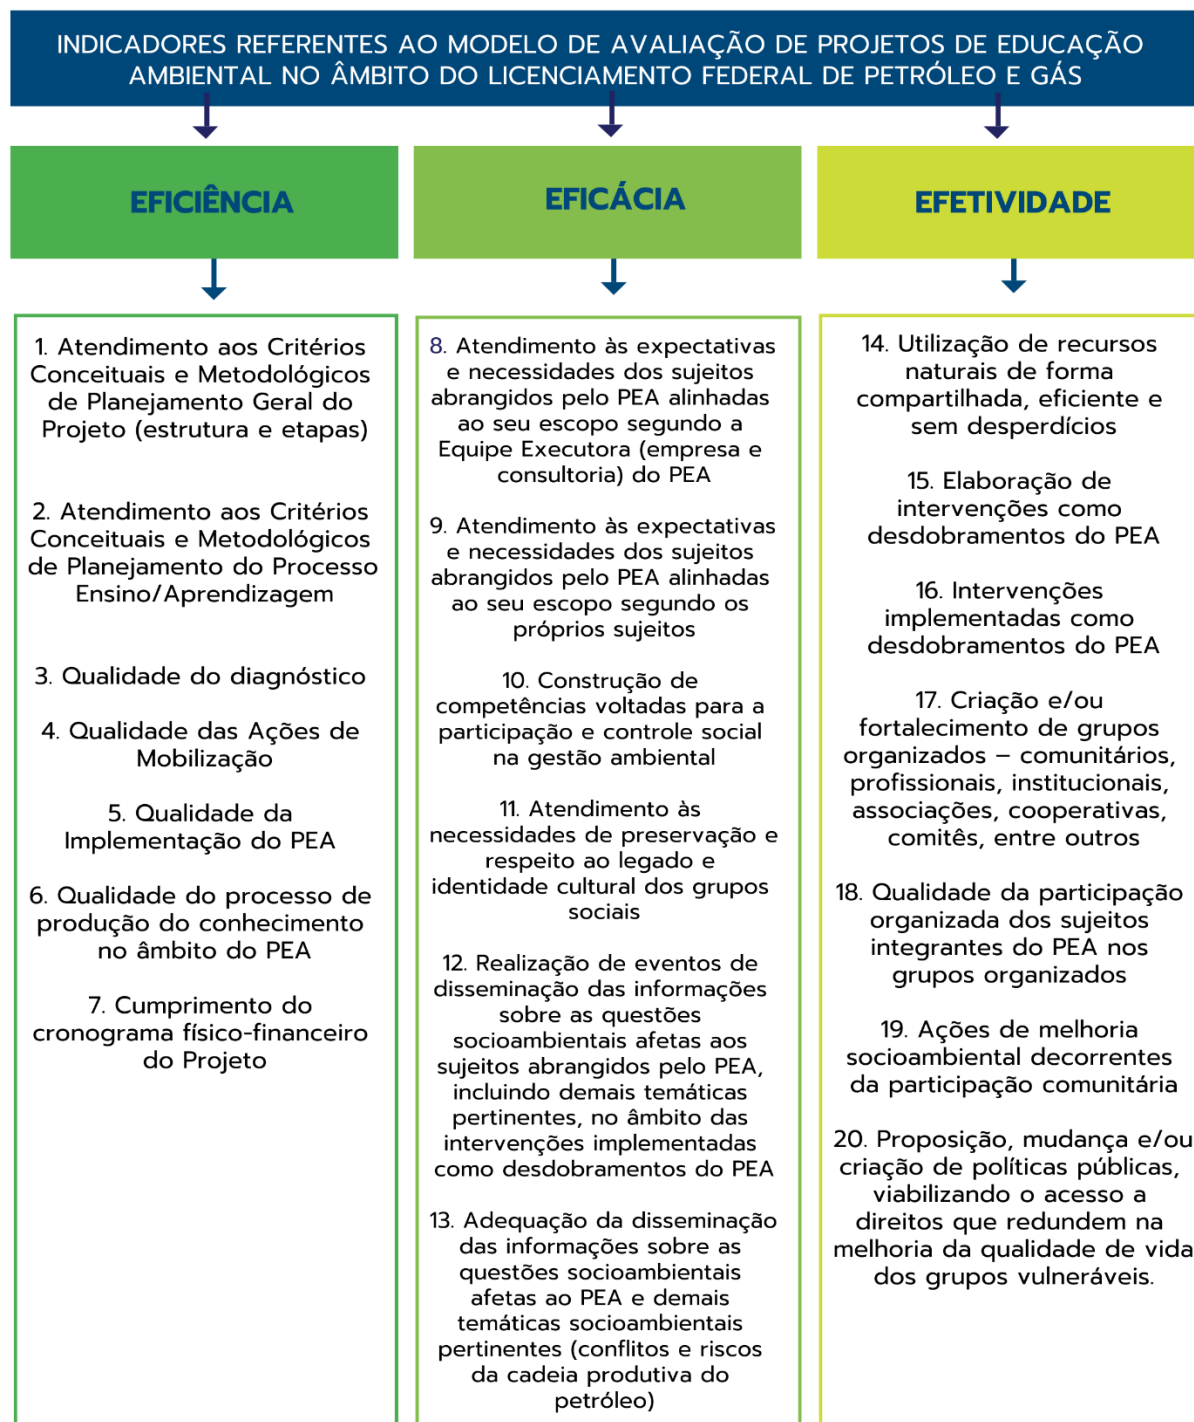 INDICADORES REFERENTES AO MODELO DE AVALIAÇÃO DE PROJETOS DE EDUCAÇÃO
AMBIENTAL NO ÂMBITO DO LICENCIAMENTO FEDERAL DE PETRÓLEO E GÁS
EFICIÊNCIA
1. Atendimento aos Critérios
Conceituais e Metodológicos
de Planejamento Geral do
Projeto (estrutura e etapas)
2. Atendimento aos Critérios
Conceituais e Metodológicos
de Planejamento do Processo
Ensino/Aprendizagem
3. Qualidade do diagnóstico
4. Qualidade das Ações de
Mobilização
5. Qualidade da
Implementação do PEA
6. Qualidade do processo de
produção do conhecimento
no âmbito do PEA
7. Cumprimento do
cronograma físico-financeiro
do Projeto
EFICÁCIA
8. Atendimento às expectativas
e necessidades dos sujeitos
abrangidos pelo PEA alinhadas
ao seu escopo segundo a
Equipe Executora (empresa e
consultoria) do PEA
9. Atendimento às expectativas
e necessidades dos sujeitos
abrangidos pelo PEA alinhadas
ao seu escopo segundo os
próprios sujeitos
10. Construção de
competências voltadas para a
participação e controle social
na gestão ambiental
11. Atendimento às
necessidades de preservação e
respeito ao legado e
identidade cultural dos grupos
sociais
12. Realização de eventos de
disseminação das informações
sobre as questões
socioambientais afetas aos
sujeitos abrangidos pelo PEA,
incluindo demais temáticas
pertinentes, no âmbito das
intervenções implementadas
como desdobramentos do PEA
13. Adequação da disseminação
das informações sobre as
questões socioambientais
afetas ao PEA e demais
temáticas socioambientais
pertinentes (conflitos e riscos
da cadeia produtiva do
petróleo)
EFETIVIDADE
14. Utilização de recursos
naturais de forma
compartilhada, eficiente e
sem desperdícios
15. Elaboração de
intervenções como
desdobramentos do PEA
16. Intervenções
implementadas como
desdobramentos do PEA
17. Criação e/ou
fortalecimento de grupos
organizados – comunitários,
profissionais, institucionais,
associações, cooperativas,
comitês, entre outros
18. Qualidade da participação
organizada dos sujeitos
integrantes do PEA nos
grupos organizados
19. Ações de melhoria
socioambiental decorrentes
da participação comunitária
20. Proposição, mudança e/ou
criação de políticas públicas,
viabilizando o acesso a
direitos que redundem na
melhoria da qualidade de vida
dos grupos vulneráveis.